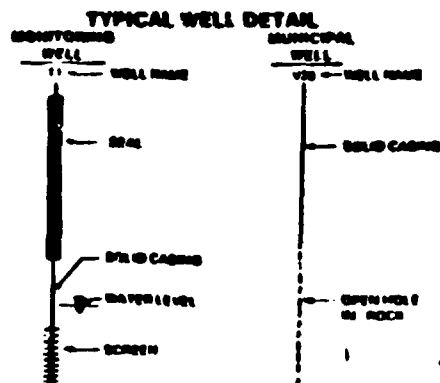 TYPICAL WELL DETAIL
MONITORING
WELL
WELL NAME
SEAL
SOLID CASING
WATER LEVEL
SCREEN
MUNICIPAL
WELL
WELL NAME
SOLID CASING
OPEN HOLE
IN ROCK